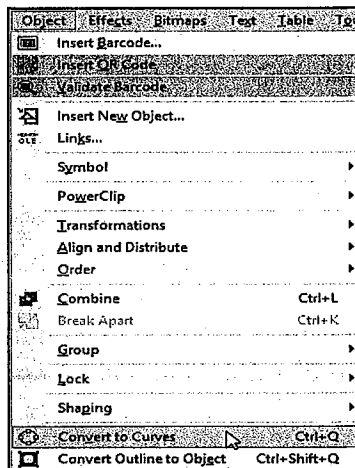 Object Effects Bitmaps Text Table
Insert Barcode...
Insert QR Code
Validate Barcode
Insert New Object...
OLE Links...
Symbol
PowerClip
Transformations
Align and Distribute
Order
Combine Ctrl+L
Break Apart Ctrl+K
Group
Lock
Shaping
Convert to Curves Ctrl+Q
Convert Outline to Object Ctrl+Shift+Q